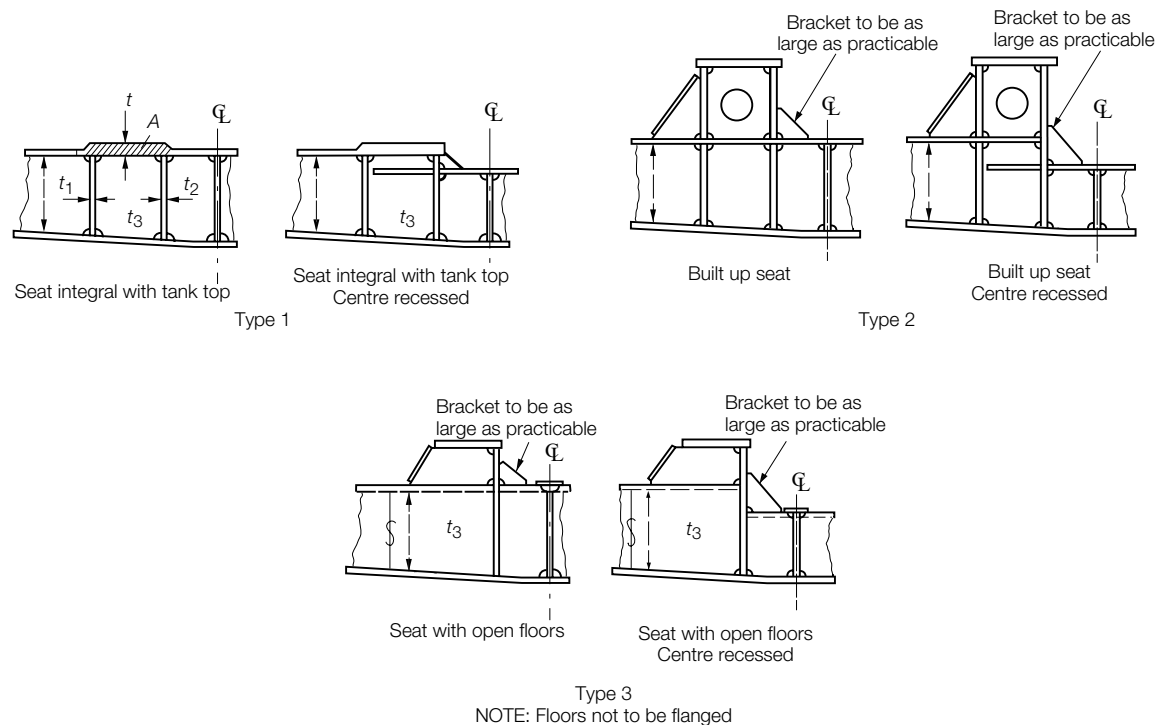 Bracket to be as
large as practicable
Bracket to be as
large as practicable
t
A
℄
℄
℄
℄
t1
t2
t3
t3
Seat integral with tank top
Seat integral with tank top
Centre recessed
Type 1
Built up seat
Built up seat
Centre recessed
Type 2
Bracket to be as
large as practicable
Bracket to be as
large as practicable
℄
℄
t3
t3
Seat with open floors
Seat with open floors
Centre recessed
Type 3
NOTE: Floors not to be flanged